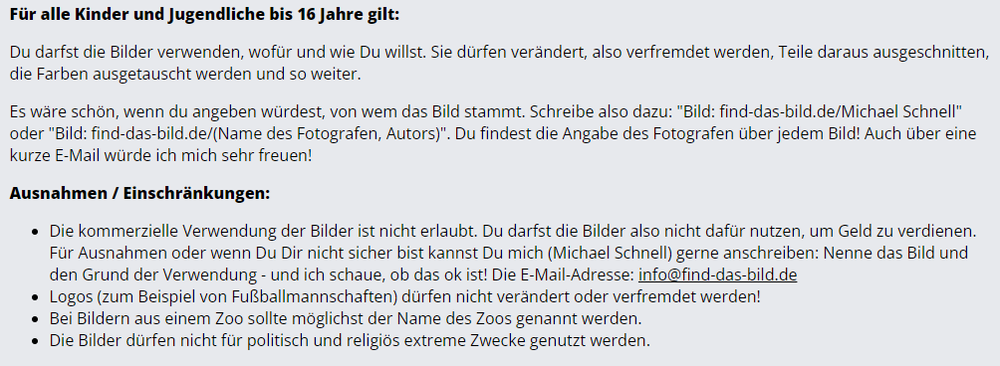 Für alle Kinder und Jugendliche bis 16 Jahre gilt:
Du darfst die Bilder verwenden, wofür und wie Du willst. Sie dürfen verändert, also verfremdet werden, Teile daraus ausgeschnitten,
die Farben ausgetauscht werden und so weiter.
Es wäre schön, wenn du angeben würdest, von wem das Bild stammt. Schreibe also dazu: "Bild: find-das-bild.de/Michael Schnell"
oder "Bild: find-das-bild.de/(Name des Fotografen, Autors)". Du findest die Angabe des Fotografen über jedem Bild! Auch über eine
kurze E-Mail würde ich mich sehr freuen!
Ausnahmen / Einschränkungen:
• Die kommerzielle Verwendung der Bilder ist nicht erlaubt. Du darfst die Bilder also nicht dafür nutzen, um Geld zu verdienen.
Für Ausnahmen oder wenn Du Dir nicht sicher bist kannst Du mich (Michael Schnell) gerne anschreiben: Nenne das Bild und
den Grund der Verwendung - und ich schaue, ob das ok ist! Die E-Mail-Adresse: info@find-das-bild.de
• Logos (zum Beispiel von Fußballmannschaften) dürfen nicht verändert oder verfremdet werden!
• Bei Bildern aus einem Zoo sollte möglichst der Name des Zoos genannt werden.
• Die Bilder dürfen nicht für politisch und religiös extreme Zwecke genutzt werden.